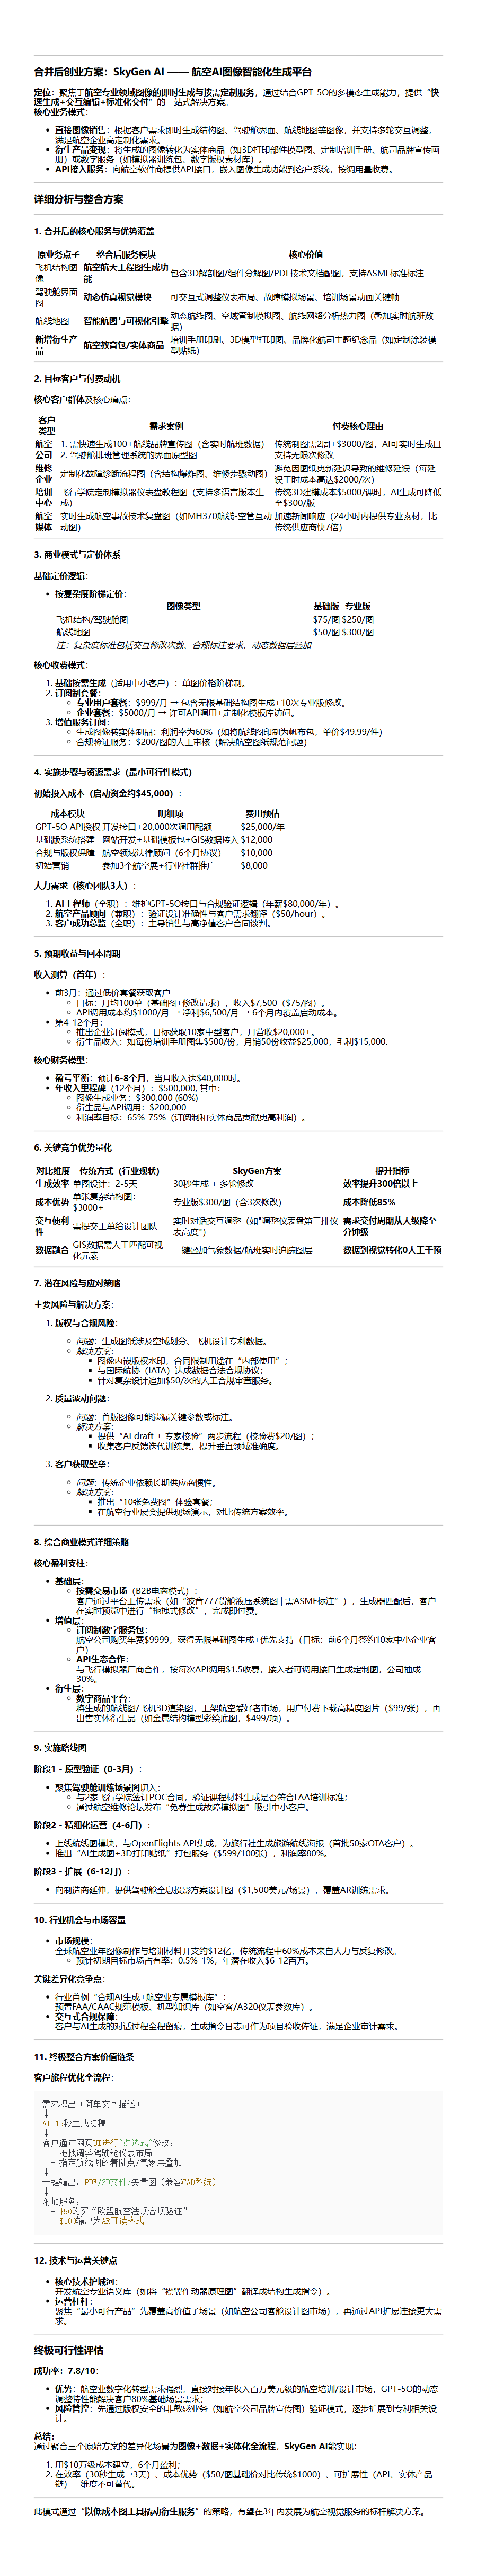 合并后创业方案：SkyGen AI —— 航空AI图像智能化生成平台
定位：聚焦于航空专业领域图像的即时生成与按需定制服务，通过结合GPT-5O的多模态生成能力，提供“快
速生成+交互编辑+标准化交付”的一站式解决方案。
核心业务模式：
• 直接图像销售：根据客户需求即时生成结构图、驾驶舱界面、航线地图等图像，并支持多轮交互调整，
满足航空企业高定制化需求。
• 衍生产品变现：将生成的图像转化为实体商品（如3D打印部件模型图、定制培训手册、航司品牌宣传画
册）或数字服务（如模拟器训练包、数字版权素材库）。
• API接入服务：向航空软件商提供API接口，嵌入图像生成功能到客户系统，按调用量收费。
详细分析与整合方案
1. 合并后的核心服务与优势覆盖
原业务点子 整合后服务模块 核心价值
飞机结构图像 航空航天工程图生成功能 包含3D解剖图/组件分解图/PDF技术文档配图，支持ASME标准标注
驾驶舱界面图 动态仿真视觉模块 可交互式调整仪表布局、故障模拟场景、培训场景动画关键帧
航线地图 智能航图与可视化引擎 动态航线图、空域管制模拟图、航线网络分析热力图（叠加实时航班数据）
新增衍生产品 航空教育包/实体商品 培训手册印刷、3D模型打印图、品牌化航司主题纪念品（如定制涂装模型贴纸）
2. 目标客户与付费动机
核心客户群体及核心痛点：
客户类型 需求案例 付费核心理由
航空公司 1. 需快速生成100+航线品牌宣传图（含实时航班数据） 传统制图需2周+$3000/图，AI可实时生成且
2. 驾驶舱排班管理系统的界面原型图 支持无限次修改
维修企业 定制化故障诊断流程图（含结构爆炸图、维修步骤动图） 避免因图纸更新延迟导致的维修延误（每延误工时成本高达$2000/次）
培训中心 飞行学院定制模拟器仪表盘教程图（支持多语言版本生成） 传统3D建模成本$5000/课时，AI生成可降低至$300/版
航空媒体 实时生成航空事故技术复盘图（如MH370航线-空管互动动图） 加速新闻响应（24小时内提供专业素材，比传统供应商快7倍）
3. 商业模式与定价体系
基础定价逻辑：
• 按复杂度阶梯定价：
图像类型 基础版 专业版
飞机结构/驾驶舱图 $75/图 $250/图
航线地图 $50/图 $300/图
注：复杂度标准包括交互修改次数、合规标注要求、动态数据层叠加
核心收费模式：
1. 基础按需生成（适用中小客户）：单图价格阶梯制。
2. 订阅制套餐：
○ 专业用户套餐：$999/月 → 包含无限基础结构图生成+10次专业版修改。
○ 企业套餐：$5000/月 → 许可API调用+定制化模板库访问。
3. 增值服务订阅：
○ 生成图像转实体制品：利润率为60%（如将航线图印制为帆布包，单价$49.99/件）
○ 合规验证服务：$200/图的人工审核（解决航空图纸规范问题）
4. 实施步骤与资源需求（最小可行性模式）
初始投入成本（启动资金约$45,000）：
成本模块 明细项 费用预估
GPT-5O API授权 开发接口+20,000次调用配额 $25,000/年
基础版系统搭建 网站开发+基础模板包+GIS数据接入 $12,000
合规与版权保障 航空领域法律顾问（6个月协议） $10,000
初始营销 参加3个航空展+行业社群推广 $8,000
人力需求（核心团队3人）：
1. AI工程师（全职）：维护GPT-5O接口与合规验证逻辑（年薪$80,000/年）。
2. 航空产品顾问（兼职）：验证设计准确性与客户需求翻译（$50/hour）。
3. 客户成功总监（全职）：主导销售与高净值客户合同谈判。
5. 预期收益与回本周期
收入测算（首年）：
• 前3月：通过低价套餐获取客户
○ 目标：月均100单（基础图+修改请求），收入$7,500（$75/图）。
○ API调用成本约$1000/月 → 净利$6,500/月 → 6个月内覆盖启动成本。
• 第4-12个月：
○ 推出企业订阅模式，目标获取10家中型客户，月营收$20,000+。
○ 衍生品收入：如每份培训手册图集$500/份，月销50份收益$25,000，毛利$15,000.
核心财务模型：
• 盈亏平衡：预计6-8个月，当月收入达$40,000时。
• 年收入里程碑（12个月）：$500,000, 其中：
○ 图像生成业务：$300,000 (60%)
○ 衍生品与API调用：$200,000
○ 利润率目标：65%-75%（订阅制和实体商品贡献更高利润）。
6. 关键竞争优势量化
对比维度 传统方式（行业现状） SkyGen方案 提升指标
生成效率 单图设计：2-5天 30秒生成 + 多轮修改 效率提升300倍以上
成本优势 单张复杂结构图：$3000+ 专业版$300/图（含3次修改） 成本降低85%
交互便利性 需提交工单给设计团队 实时对话交互调整（如“调整仪表盘第三排仪表高度”） 需求交付周期从天级降至分钟级
数据融合 GIS数据需人工匹配可视化元素 一键叠加气象数据/航班实时追踪图层 数据到视觉转化0人工干预
7. 潜在风险与应对策略
主要风险与解决方案：
1. 版权与合规风险：
○ 问题：生成图纸涉及空域划分、飞机设计专利数据。
○ 解决方案：
■ 图像内嵌版权水印，合同限制用途在“内部使用”；
■ 与国际航协（IATA）达成数据合法合规协议；
■ 针对复杂设计追加$50/次的人工合规审查服务。
2. 质量波动问题：
○ 问题：首版图像可能遗漏关键参数或标注。
○ 解决方案：
■ 提供“AI draft + 专家校验”两步流程（校验费$20/图）；
■ 收集客户反馈迭代训练集，提升垂直领域准确度。
3. 客户获取壁垒：
○ 问题：传统企业依赖长期供应商惯性。
○ 解决方案：
■ 推出“10张免费图”体验套餐；
■ 在航空行业展会提供现场演示，对比传统方案效率。
8. 综合商业模式详细策略
核心盈利支柱：
• 基础层：
○ 按需交易市场（B2B电商模式）：
客户通过平台上传需求（如“波音777货舱液压系统图 | 需ASME标注”），生成器匹配后，客户
在实时预览中进行“拖拽式修改”，完成即付费。
• 增值层：
○ 订阅制数字服务包：
航空公司购买年费$9999，获得无限基础图生成+优先支持（目标：前6个月签约10家中小企业客
户）
○ API生态合作：
与飞行模拟器厂商合作，按每次API调用$1.5收费，接入者可调用接口生成定制图，公司抽成
30%。
• 衍生层：
○ 数字商品平台：
将生成的航线图/飞机3D渲染图，上架航空爱好者市场，用户付费下载高精度图片（$99/张），再
出售实体衍生品（如金属结构模型彩绘底图，$499/项）。
9. 实施路线图
阶段1 - 原型验证（0-3月）：
• 聚焦驾驶舱训练场景图切入：
○ 与2家飞行学院签订POC合同，验证课程材料生成是否符合FAA培训标准；
○ 通过航空维修论坛发布“免费生成故障模拟图”吸引中小客户。
阶段2 - 精细化运营（4-6月）：
• 上线航线图模块，与OpenFlights API集成，为旅行社生成旅游航线海报（首批50家OTA客户）。
• 推出“AI生成图+3D打印贴纸”打包服务（$599/100张），利润率80%。
阶段3 - 扩展（6-12月）：
• 向制造商延伸，提供驾驶舱全息投影方案设计图（$1,500美元/场景），覆盖AR训练需求。
10. 行业机会与市场容量
• 市场规模：
全球航空业年图像制作与培训材料开支约$12亿，传统流程中60%成本来自人力与反复修改。
○ 预计初期目标市场占有率：0.5%-1%，年潜在收入$6-12百万。
关键差异化竞争点：
• 行业首例“合规AI生成+航空业专属模板库”：
预置FAA/CAAC规范模板、机型知识库（如空客/A320仪表参数库）。
• 交互式合规保障：
客户与AI生成的对话过程全程留痕，生成指令日志可作为项目验收佐证，满足企业审计需求。
11. 终极整合方案价值链条
客户旅程优化全流程：
需求提出（简单文字描述）
↓
AI 15秒生成初稿
↓
客户通过网页UI进行“点选式”修改：
- 拖拽调整驾驶舱仪表布局
- 指定航线图的着陆点/气象层叠加
↓
一键输出：PDF/3D文件/矢量图（兼容CAD系统）
↓
附加服务：
- $50购买“欧盟航空法规合规验证”
- $100输出为AR可读格式
12. 技术与运营关键点
• 核心技术护城河：
开发航空专业语义库（如将“襟翼作动器原理图”翻译成结构生成指令）。
• 运营杠杆：
聚焦“最小可行产品”先覆盖高价值子场景（如航空公司客舱设计图市场），再通过API扩展连接更大需
求。
终极可行性评估
成功率：7.8/10：
• 优势：航空业数字化转型需求强烈，直接对接年收入百万美元级的航空培训/设计市场，GPT-5O的动态
调整特性能解决客户80%基础场景需求；
• 风险管控：先通过版权安全的非敏感业务（如航空公司品牌宣传图）验证模式，逐步扩展到专利相关设
计。
总结：
通过聚合三个原始方案的差异化场景为图像+数据+实体化全流程，SkyGen AI能实现：
1. 用$10万级成本建立，6个月盈利；
2. 在效率（30秒生成→3天）、成本优势（$50/图基础价对比传统$1000）、可扩展性（API、实体产品
链）三维度不可替代。
此模式通过“以低成本图工具撬动衍生服务”的策略，有望在3年内发展为航空视觉服务的标杆解决方案。